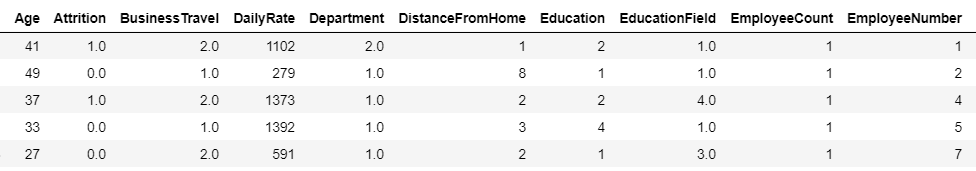 Age Attrition BusinessTravel DailyRate Department DistanceFromHome Education EducationField EmployeeCount EmployeeNumber
41 1.0 2.0 1102 2.0 1 2 1.0 1 1
49 0.0 1.0 279 1.0 8 1 1.0 1 2
37 1.0 2.0 1373 1.0 2 2 4.0 1 4
33 0.0 1.0 1392 1.0 3 4 1.0 1 5
27 0.0 2.0 591 1.0 2 1 3.0 1 7